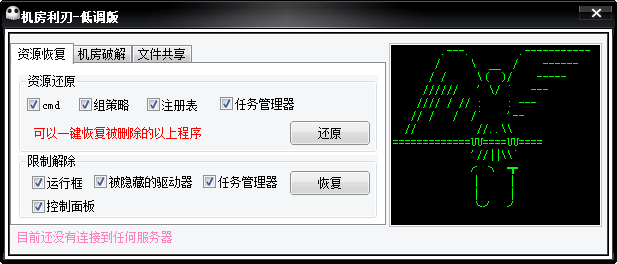 机房利刃-低调版
资源恢复 机房破解 文件共享
资源还原
cmd 组策略 注册表 任务管理器
可以一键恢复被删除的以上程序 还原
限制解除
运行框 被隐藏的驱动器 任务管理器 恢复
控制面板
目前还没有连接到任何服务器